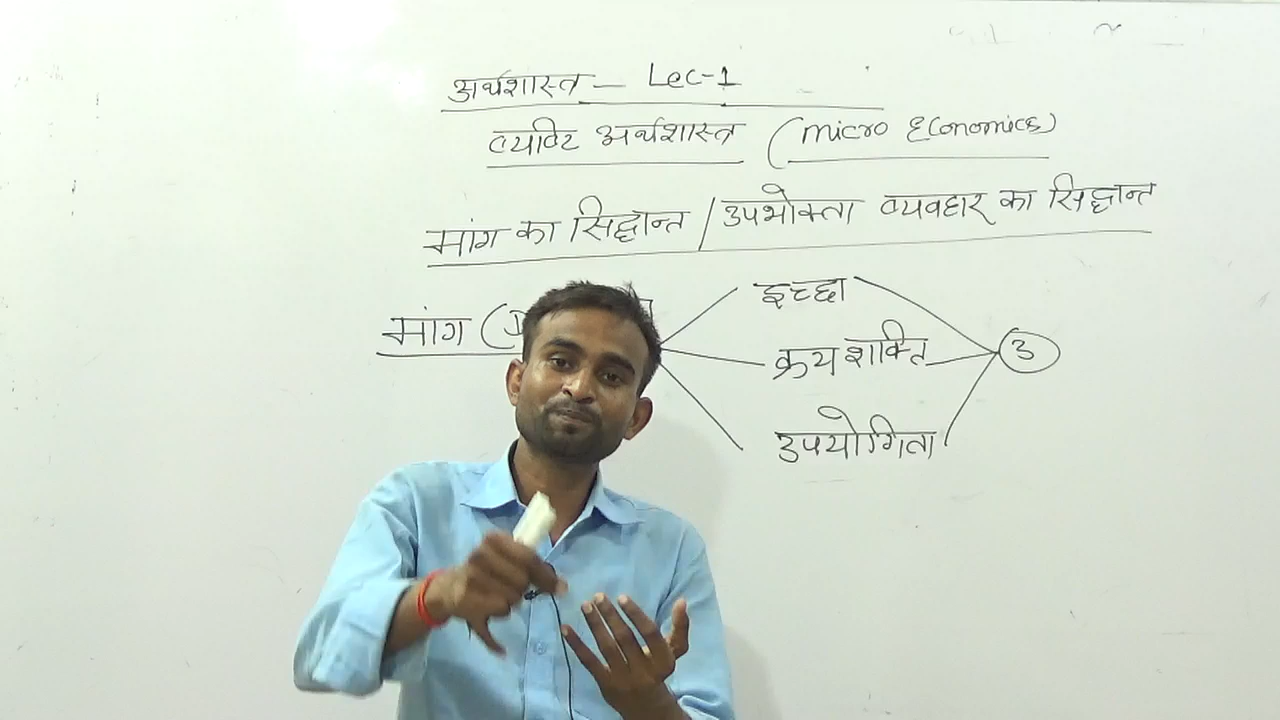 अर्थशास्त्र — Lec-1
व्यष्टि अर्थशास्त्र (Micro Economics)
मांग का सिद्धान्त / उपभोक्ता व्यवहार का सिद्धान्त
मांग (
इच्छा
क्रय शक्ति
3
उपयोगिता